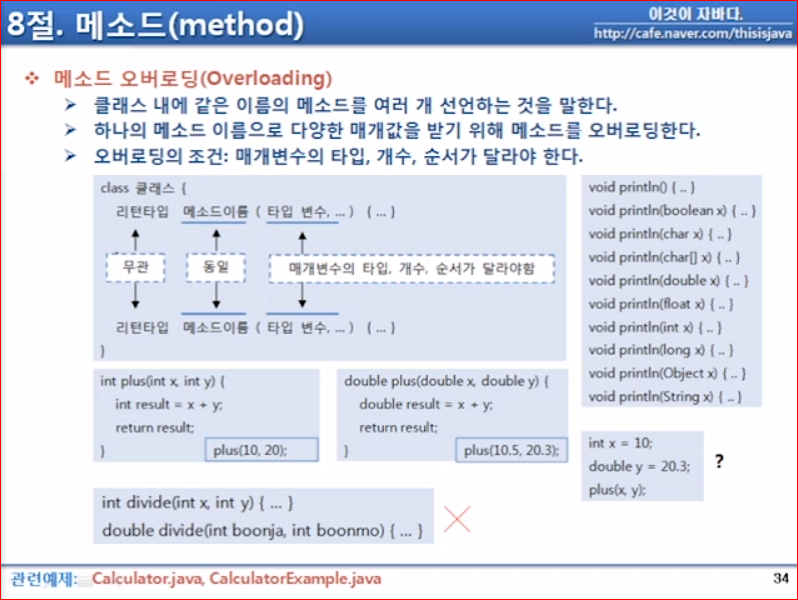 8절. 메소드(method)
이것이 자바다.
http://cafe.naver.com/thisisjava
메소드 오버로딩(Overloading)
클래스 내에 같은 이름의 메소드를 여러 개 선언하는 것을 말한다.
하나의 메소드 이름으로 다양한 매개값을 받기 위해 메소드를 오버로딩한다.
오버로딩의 조건: 매개변수의 타입, 개수, 순서가 달라야 한다.
class 클래스 {
리턴타입 메소드이름 ( 타입 변수, ... ) { ... }
무관 동일 매개변수의 타입, 개수, 순서가 달라야함
리턴타입 메소드이름 ( 타입 변수, ... ) { ... }
}
void println() { .. }
void println(boolean x) { .. }
void println(char x) { .. }
void println(char[] x) { .. }
void println(double x) { .. }
void println(float x) { .. }
void println(int x) { .. }
void println(long x) { .. }
void println(Object x) { .. }
void println(String x) { .. }
int plus(int x, int y) {
int result = x + y;
return result;
}
plus(10, 20);
double plus(double x, double y) {
double result = x + y;
return result;
}
plus(10.5, 20.3);
int x = 10;
double y = 20.3;
plus(x, y);
?
int divide(int x, int y) { ... }
double divide(int boonja, int boonmo) { ... }
관련예제: Calculator.java, CalculatorExample.java
34